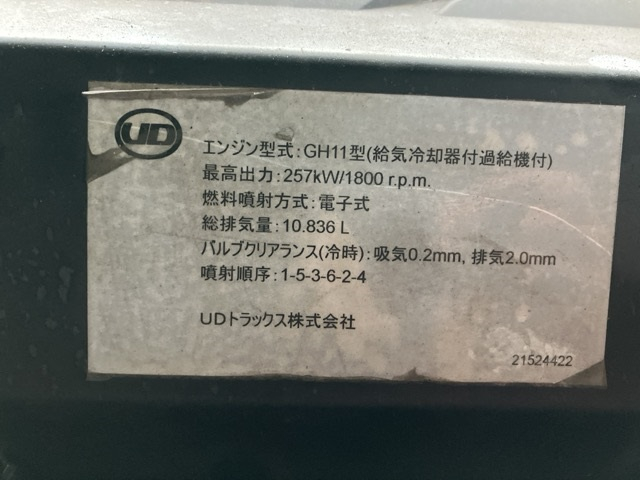 UD
エンジン型式:GH11型(給気冷却器付過給機付)
最高出力:257kW/1800 r.p.m.
燃料噴射方式:電子式
総排気量:10.836 L
バルブクリアランス(冷時):吸気0.2mm, 排気2.0mm
噴射順序:1-5-3-6-2-4
UDトラックス株式会社
21524422